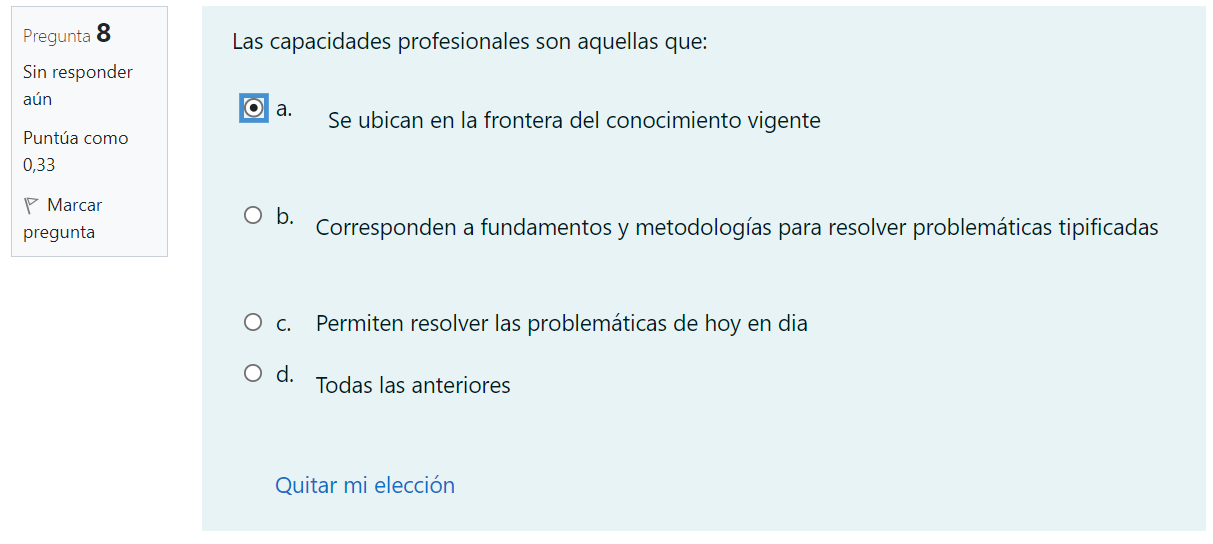 Pregunta 8
Sin responder
aún
Puntúa como
0,33
Marcar
pregunta
Las capacidades profesionales son aquellas que:
a. Se ubican en la frontera del conocimiento vigente
b. Corresponden a fundamentos y metodologías para resolver problemáticas tipificadas
c. Permiten resolver las problemáticas de hoy en dia
d. Todas las anteriores
Quitar mi elección